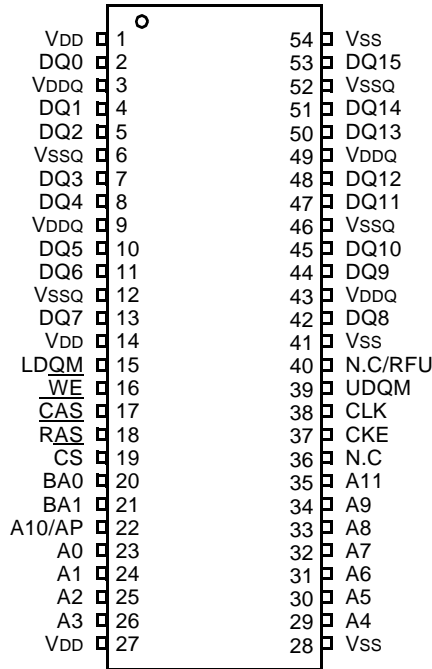 VDD 1 54 VSS
DQ0 2 53 DQ15
VDDQ 3 52 VSSQ
DQ1 4 51 DQ14
DQ2 5 50 DQ13
VSSQ 6 49 VDDQ
DQ3 7 48 DQ12
DQ4 8 47 DQ11
VDDQ 9 46 VSSQ
DQ5 10 45 DQ10
DQ6 11 44 DQ9
VSSQ 12 43 VDDQ
DQ7 13 42 DQ8
VDD 14 41 VSS
LDQM 15 40 N.C/RFU
WE 16 39 UDQM
CAS 17 38 CLK
RAS 18 37 CKE
CS 19 36 N.C
BA0 20 35 A11
BA1 21 34 A9
A10/AP 22 33 A8
A0 23 32 A7
A1 24 31 A6
A2 25 30 A5
A3 26 29 A4
VDD 27 28 VSS